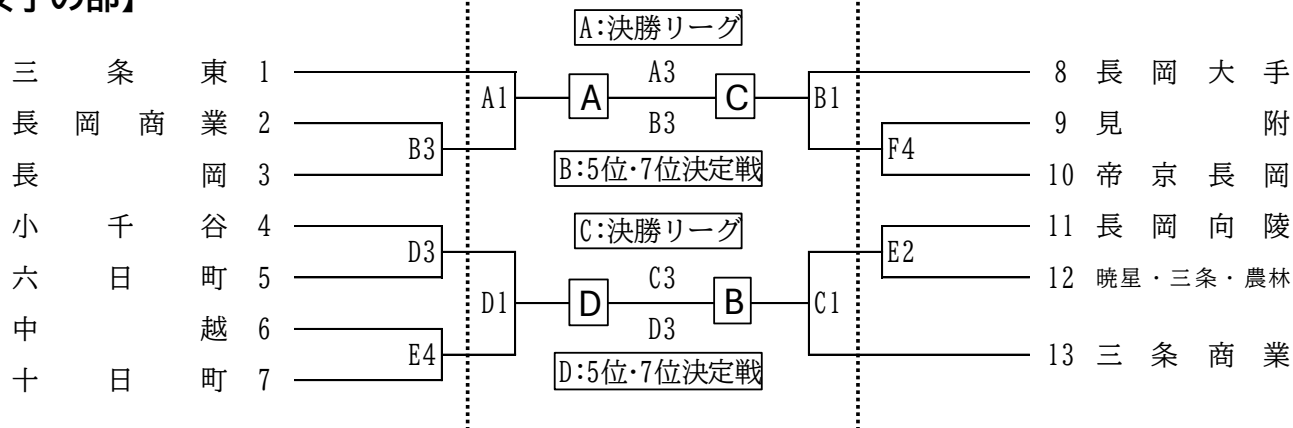 女子の部】
A:決勝リーグ
三条東 1 A3 8 長岡大手
A1 A C B1
長岡商業 2 B3 9 見附
B3 F4
長岡 3 B:5位・7位決定戦 10 帝京長岡
小千谷 4 C:決勝リーグ 11 長岡向陵
D3 E2
六日町 5 C3 12 暁星・三条・農林
D1 D B C1
中越 6 D3
E4 13 三条商業
十日町 7 D:5位・7位決定戦